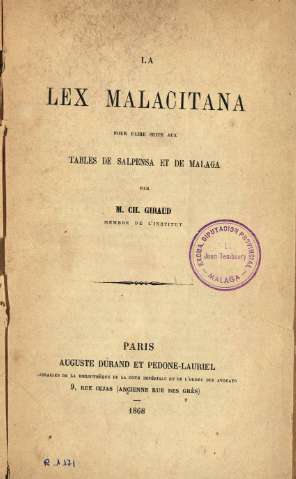 LA
LEX MALACITANA
POUR FAIRE SUITE AUX
TABLES DE SALPENSA ET DE MALAGA
PAR
M. CH. GIRAUD
MEMBRE DE L'INSTITUT
EXCMA. DIPUTACION PROVINCIAL
Juan Temboury
MALAGA
PARIS
AUGUSTE DURAND ET PEDONE-LAURIEL
LIBRAIRES DE LA BIBLIOTHÈQUE DE LA COUR IMPÉRIALE ET DE L'ORDRE DES AVOCATS
9, RUE CUJAS (ANCIENNE RUE DES GRÈS)
1868